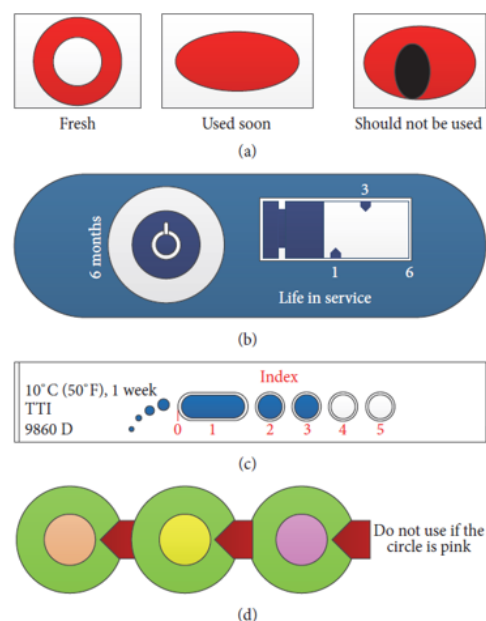 Fresh
Used soon
Should not be used
(a)
6 months
3
1
6
Life in service
(b)
Index
10°C (50°F), 1 week
TTI
9860 D
0
1
2
3
4
5
(c)
Do not use if the
circle is pink
(d)